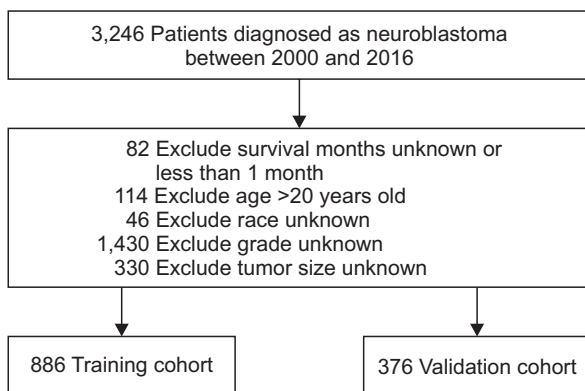 3,246 Patients diagnosed as neuroblastoma
between 2000 and 2016
82 Exclude survival months unknown or
less than 1 month
114 Exclude age >20 years old
46 Exclude race unknown
1,430 Exclude grade unknown
330 Exclude tumor size unknown
886 Training cohort
376 Validation cohort